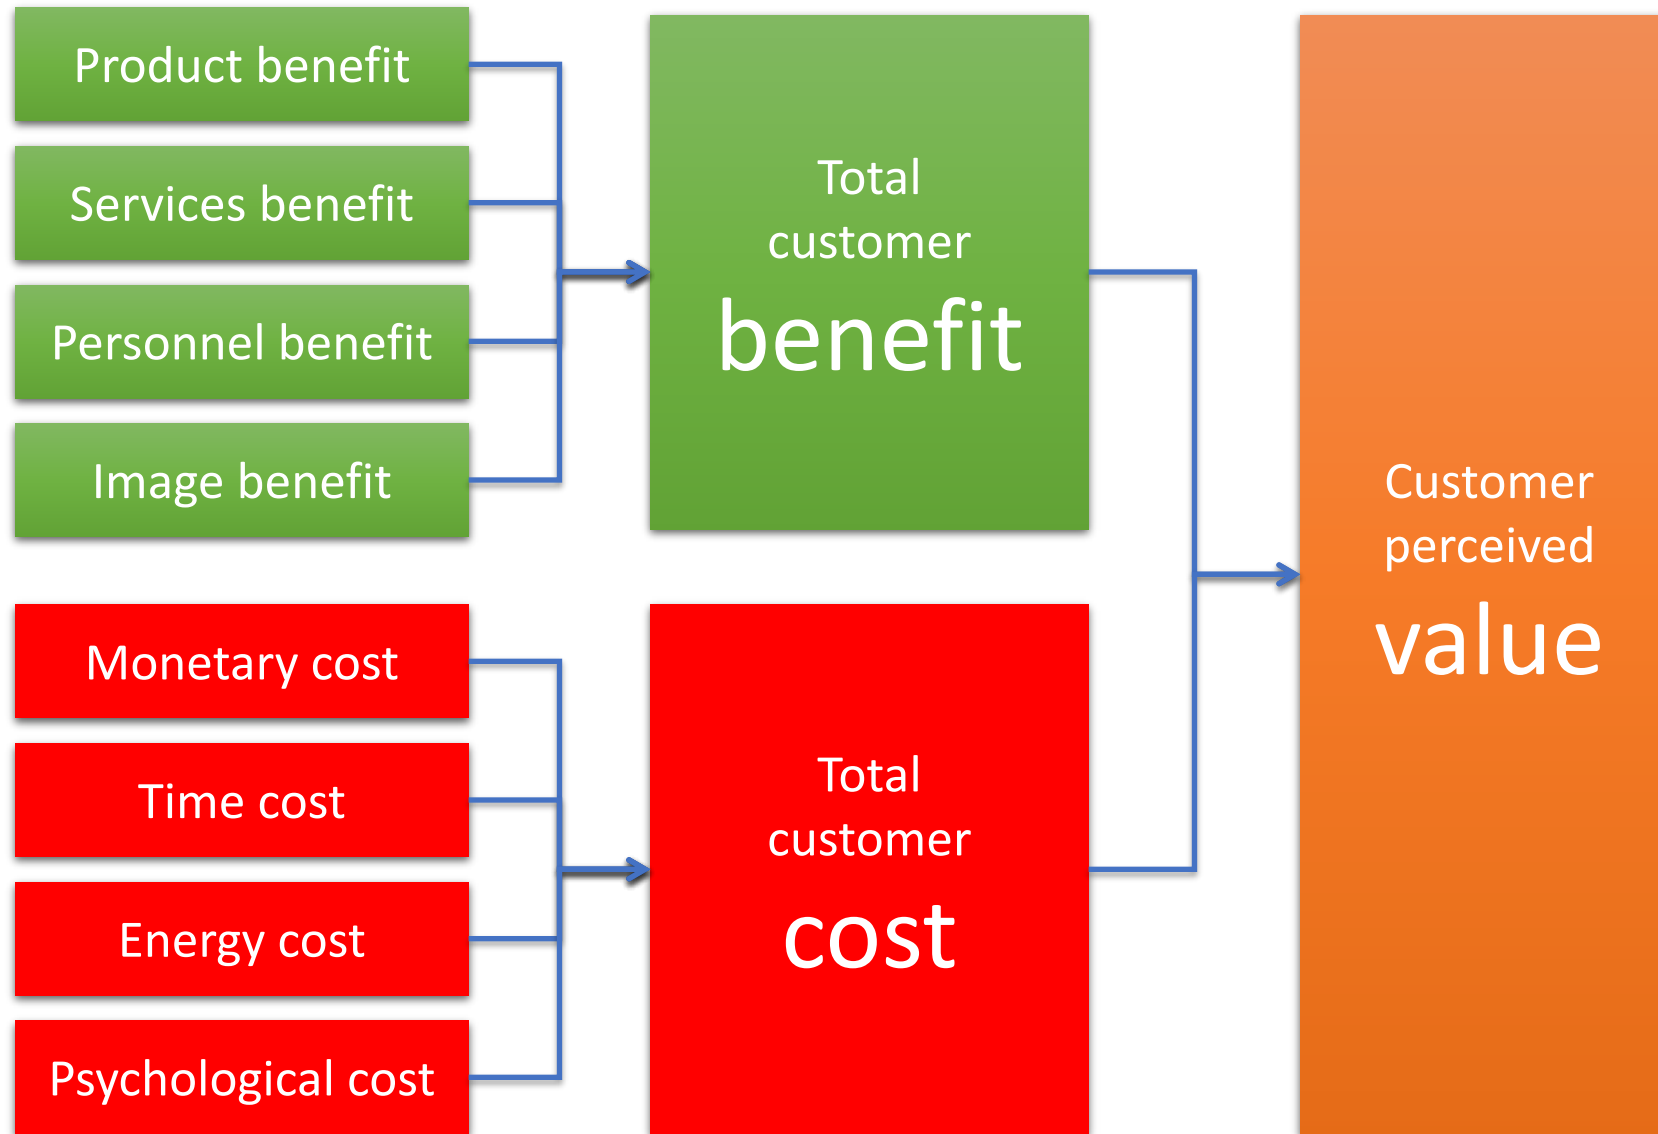 Product benefit
Services benefit
Personnel benefit
Image benefit
Total
customer
benefit
Monetary cost
Time cost
Energy cost
Psychological cost
Total
customer
cost
Customer
perceived
value